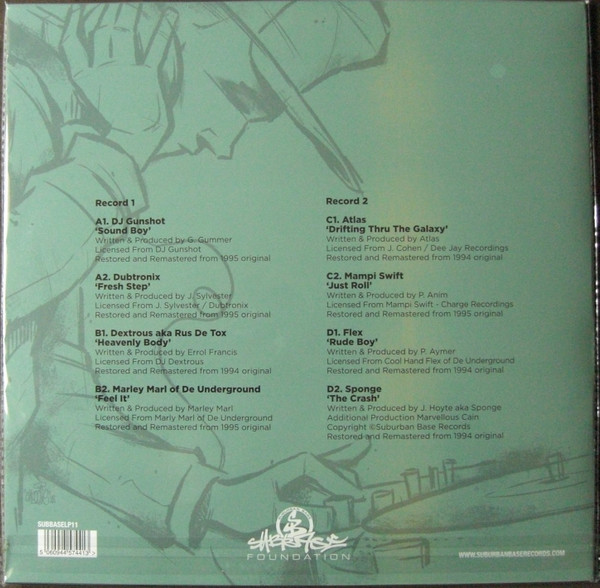 Record 1
A1. DJ Gunshot
‘Sound Boy’
Written & Produced by G. Gummer
Licensed From DJ Gunshot
Restored and Remastered from 1995 original
A2. Dubtronix
‘Fresh Step’
Written & Produced by J. Sylvester
Licensed From J. Sylvester / Dubtronix
Restored and Remastered from 1995 original
B1. Dextrous aka Rus De Tox
‘Heavenly Body’
Written & Produced by Errol Francis
Licensed From DJ Dextrous
Restored and Remastered from 1994 original
B2. Marley Marl of De Underground
‘Feel It’
Written & Produced by Marley Marl
Licensed From Marly Marl of De Underground
Restored and Remastered from 1995 original
Record 2
C1. Atlas
‘Drifting Thru The Galaxy’
Written & Produced by Atlas
Licensed From J. Cohen / Dee Jay Recordings
Restored and Remastered from 1994 original
C2. Mampi Swift
‘Just Roll’
Written & Produced by P. Anim
Licensed From Mampi Swift - Charge Recordings
Restored and Remastered from 1995 original
D1. Flex
‘Rude Boy’
Written & Produced by P. Aymer
Licensed From Cool Hand Flex of De Underground
Restored and Remastered from 1994 original
D2. Sponge
‘The Crash’
Written & Produced by J. Hoyte aka Sponge
Additional Production Marvellous Cain
Copyright ©Suburban Base Records
Restored and Remastered from 1994 original
SUBBASELP11
5 060944 574413 >
SUBBASE
FOUNDATION
WWW.SUBURBANBASERECORDS.COM